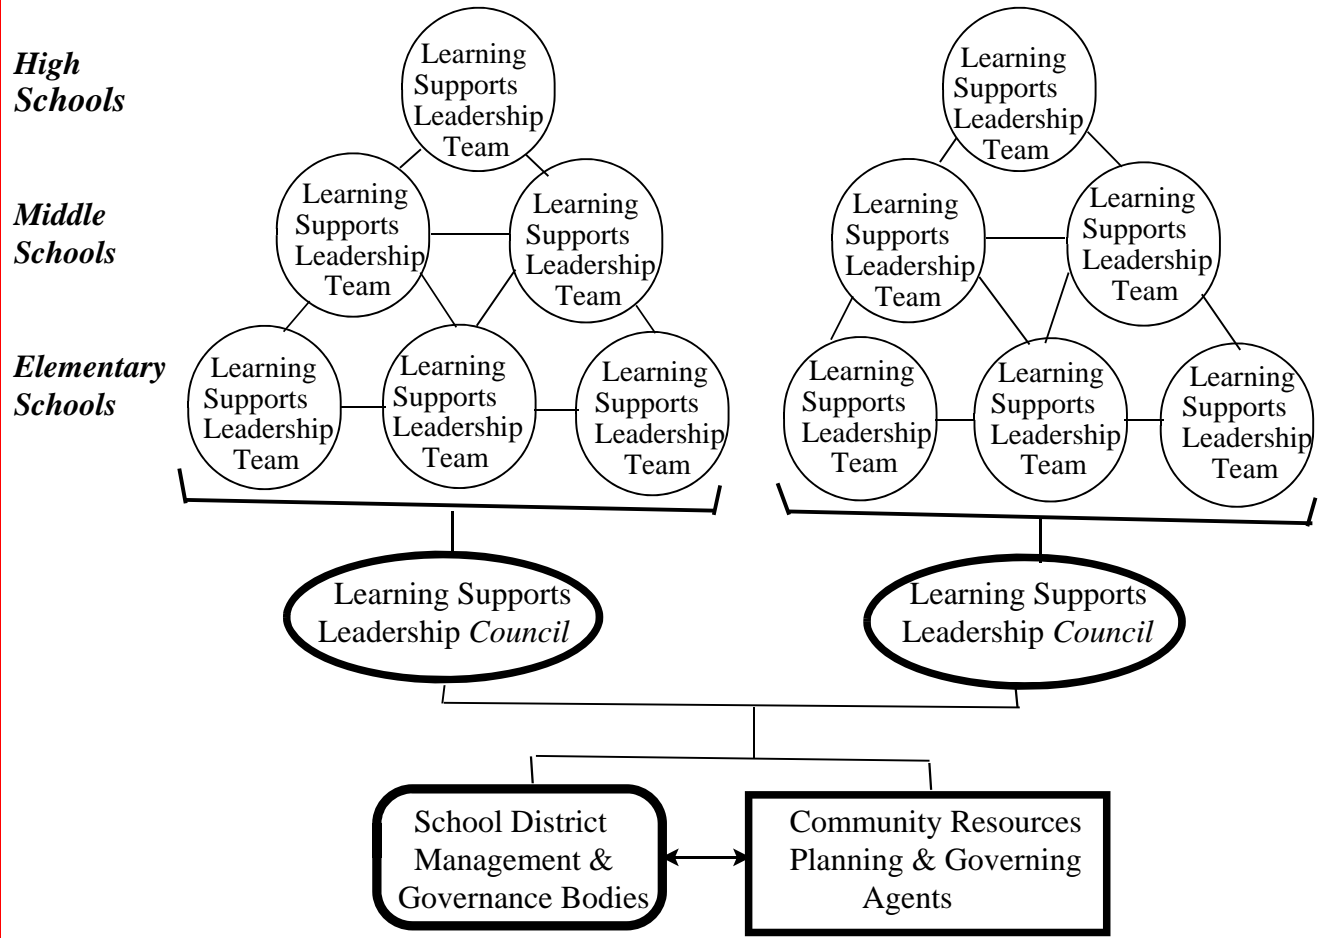 High
Schools
Learning
Supports
Leadership
Team
Learning
Supports
Leadership
Team
Middle
Schools
Learning
Supports
Leadership
Team
Learning
Supports
Leadership
Team
Learning
Supports
Leadership
Team
Learning
Supports
Leadership
Team
Elementary
Schools
Learning
Supports
Leadership
Team
Learning
Supports
Leadership
Team
Learning
Supports
Leadership
Team
Learning
Supports
Leadership
Team
Learning
Supports
Leadership
Team
Learning
Supports
Leadership
Team
Learning Supports
Leadership Council
Learning Supports
Leadership Council
School District
Management &
Governance Bodies
Community Resources
Planning & Governing
Agents